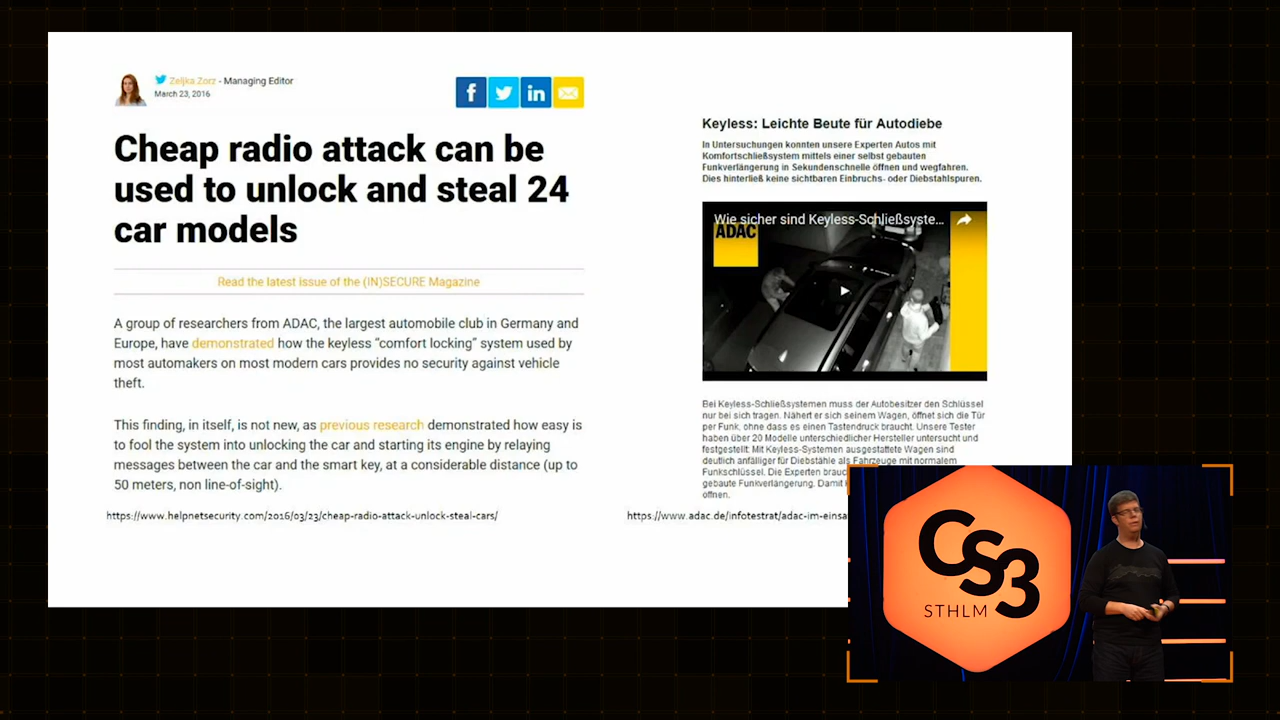 Zeljka Zorz - Managing Editor
March 23, 2016
Cheap radio attack can be
used to unlock and steal 24
car models
Read the latest issue of the (IN)SECURE Magazine
A group of researchers from ADAC, the largest automobile club in Germany and
Europe, have demonstrated how the keyless “comfort locking” system used by
most automakers on most modern cars provides no security against vehicle
theft.
This finding, in itself, is not new, as previous research demonstrated how easy is
to fool the system into unlocking the car and starting its engine by relaying
messages between the car and the smart key, at a considerable distance (up to
50 meters, non line-of-sight).
https://www.helpnetsecurity.com/2016/03/23/cheap-radio-attack-unlock-steal-cars/
Keyless: Leichte Beute für Autodiebe
In Untersuchungen konnten unsere Experten Autos mit
Komfortschließsystem mittels einer selbst gebauten
Funkverlängerung in Sekundenschnelle öffnen und wegfahren.
Dies hinterließ keine sichtbaren Einbruchs- oder Diebstahlspuren.
Wie sicher sind Keyless-Schließsyste...
ADAC
Bei Keyless-Schließsystemen muss der Autobesitzer den Schlüssel
nur bei sich tragen. Nähert er sich seinem Wagen, öffnet sich die Tür
per Funk, ohne dass es einen Tastendruck braucht. Unsere Tester
haben über 20 Modelle unterschiedlicher Hersteller untersucht und
festgestellt: Mit Keyless-Systemen ausgestattete Wagen sind
deutlich anfälliger für Diebstähle als Fahrzeuge mit normalem
Funkschlüssel. Die Experten
gebaute Funkverlängerung. Damit
öffnen.
https://www.adac.de/infotestrat/adac-im-einsa
CS3
STHLM